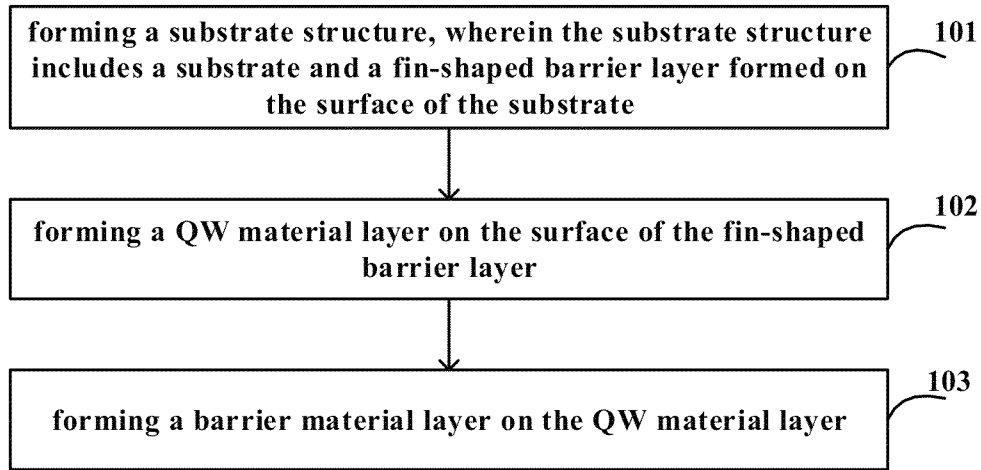 forming a substrate structure, wherein the substrate structure
includes a substrate and a fin-shaped barrier layer formed on
the surface of the substrate
101
forming a QW material layer on the surface of the fin-shaped
barrier layer
102
forming a barrier material layer on the QW material layer
103